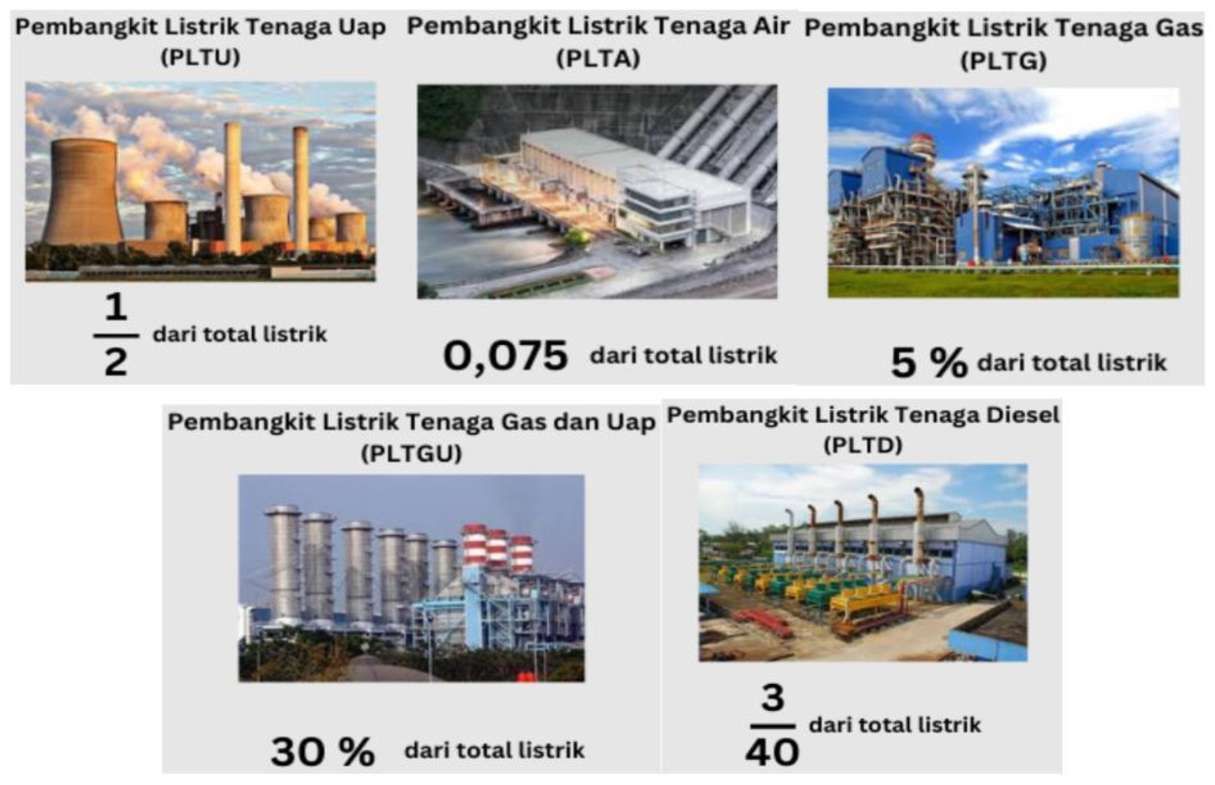 Pembangkit Listrik Tenaga Uap
(PLTU)
1
2
dari total listrik
Pembangkit Listrik Tenaga Air
(PLTA)
0,075 dari total listrik
Pembangkit Listrik Tenaga Gas
(PLTG)
5 % dari total listrik
Pembangkit Listrik Tenaga Gas dan Uap
(PLTGU)
30 % dari total listrik
Pembangkit Listrik Tenaga Diesel
(PLTD)
3
40
dari total listrik